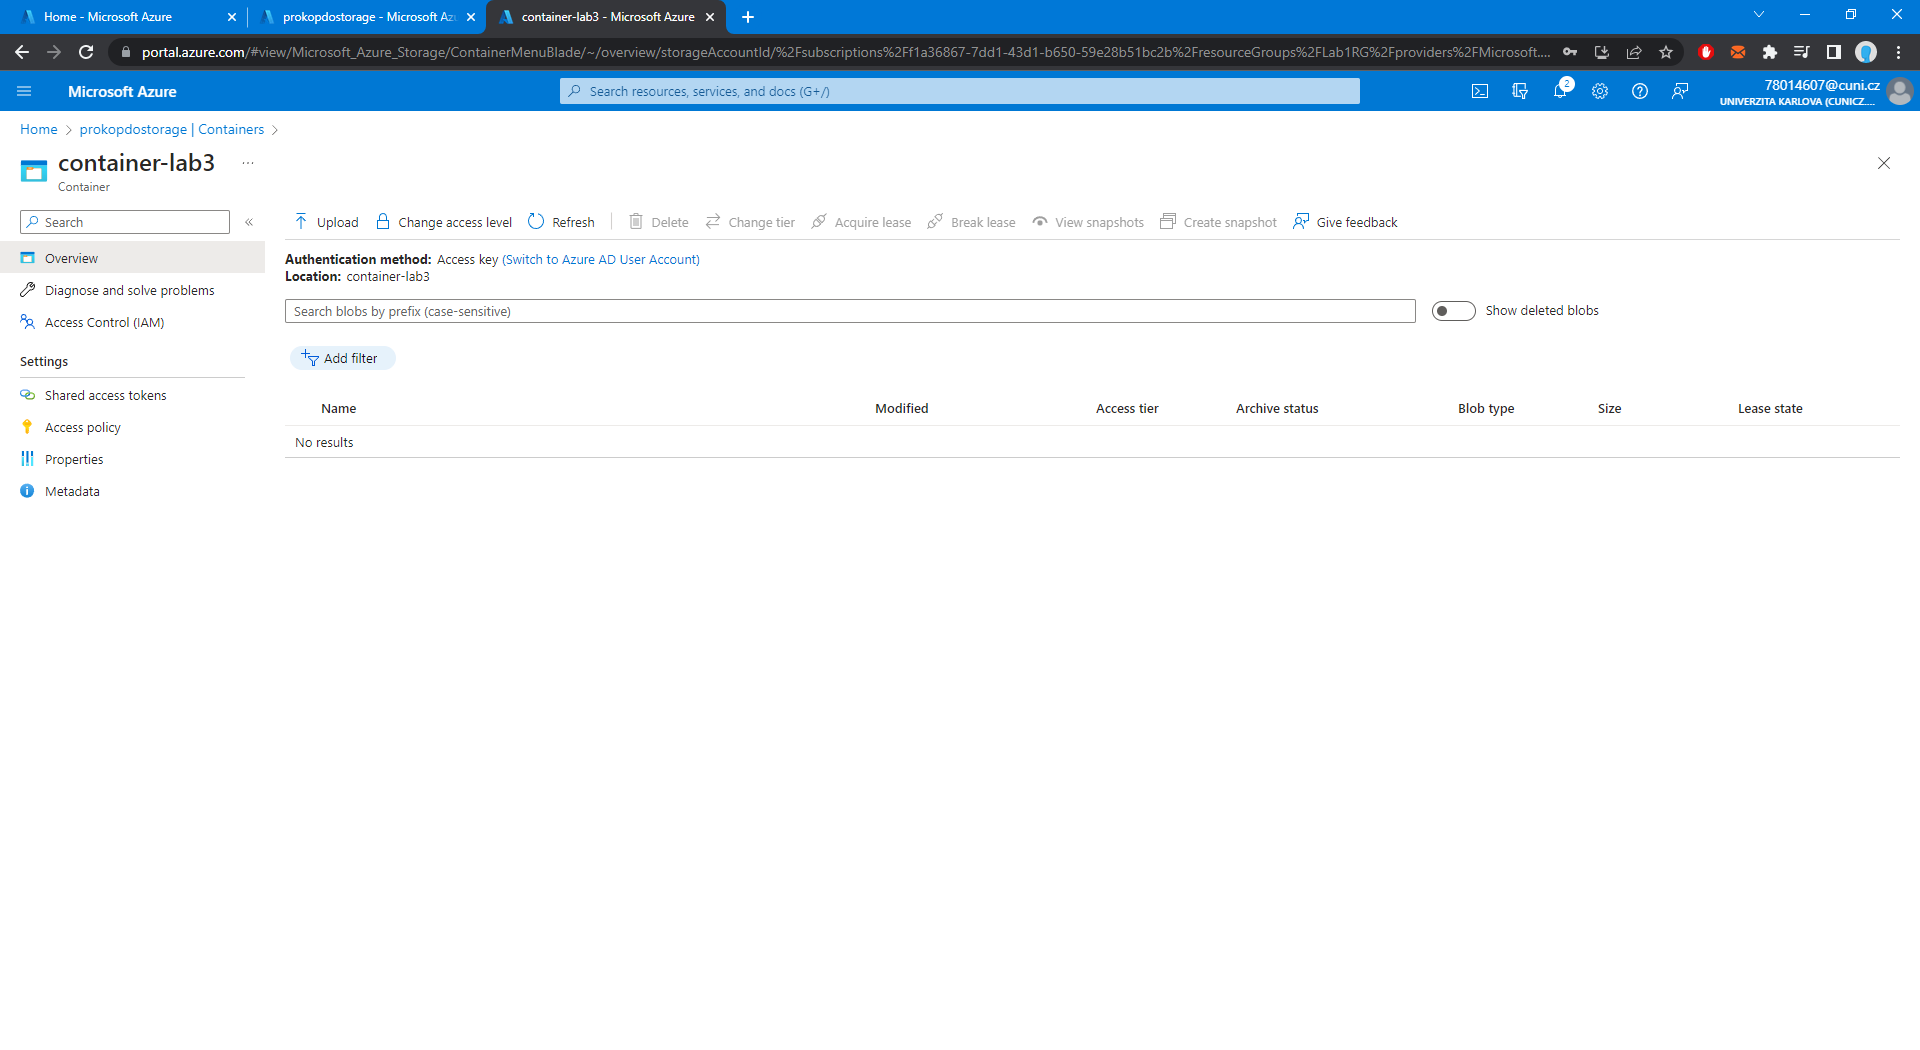 Home - Microsoft Azure
prokopdostorage - Microsoft Azu
container-lab3 - Microsoft Azure
portal.azure.com/#view/Microsoft_Azure_Storage/ContainerMenuBlade/~/overview/storageAccountId/%2Fsubscriptions%2Ff1a36867-7dd1-43d1-b650-59e28b51bc2b%2FresourceGroups%2FLab1RG%2Fproviders%2FMicrosoft....
Microsoft Azure
Search resources, services, and docs (G+/)
2
78014607@cuni.cz
UNIVERZITA KARLOVA (CUNICZ....
Home > prokopdostorage | Containers >
container-lab3 ...
Container
Search «
Upload Change access level Refresh Delete Change tier Acquire lease Break lease View snapshots Create snapshot Give feedback
Overview
Diagnose and solve problems
Access Control (IAM)
Settings
Shared access tokens
Access policy
Properties
Metadata
Authentication method: Access key (Switch to Azure AD User Account)
Location: container-lab3
Search blobs by prefix (case-sensitive)
Show deleted blobs
Add filter
Name Modified Access tier Archive status Blob type Size Lease state
No results